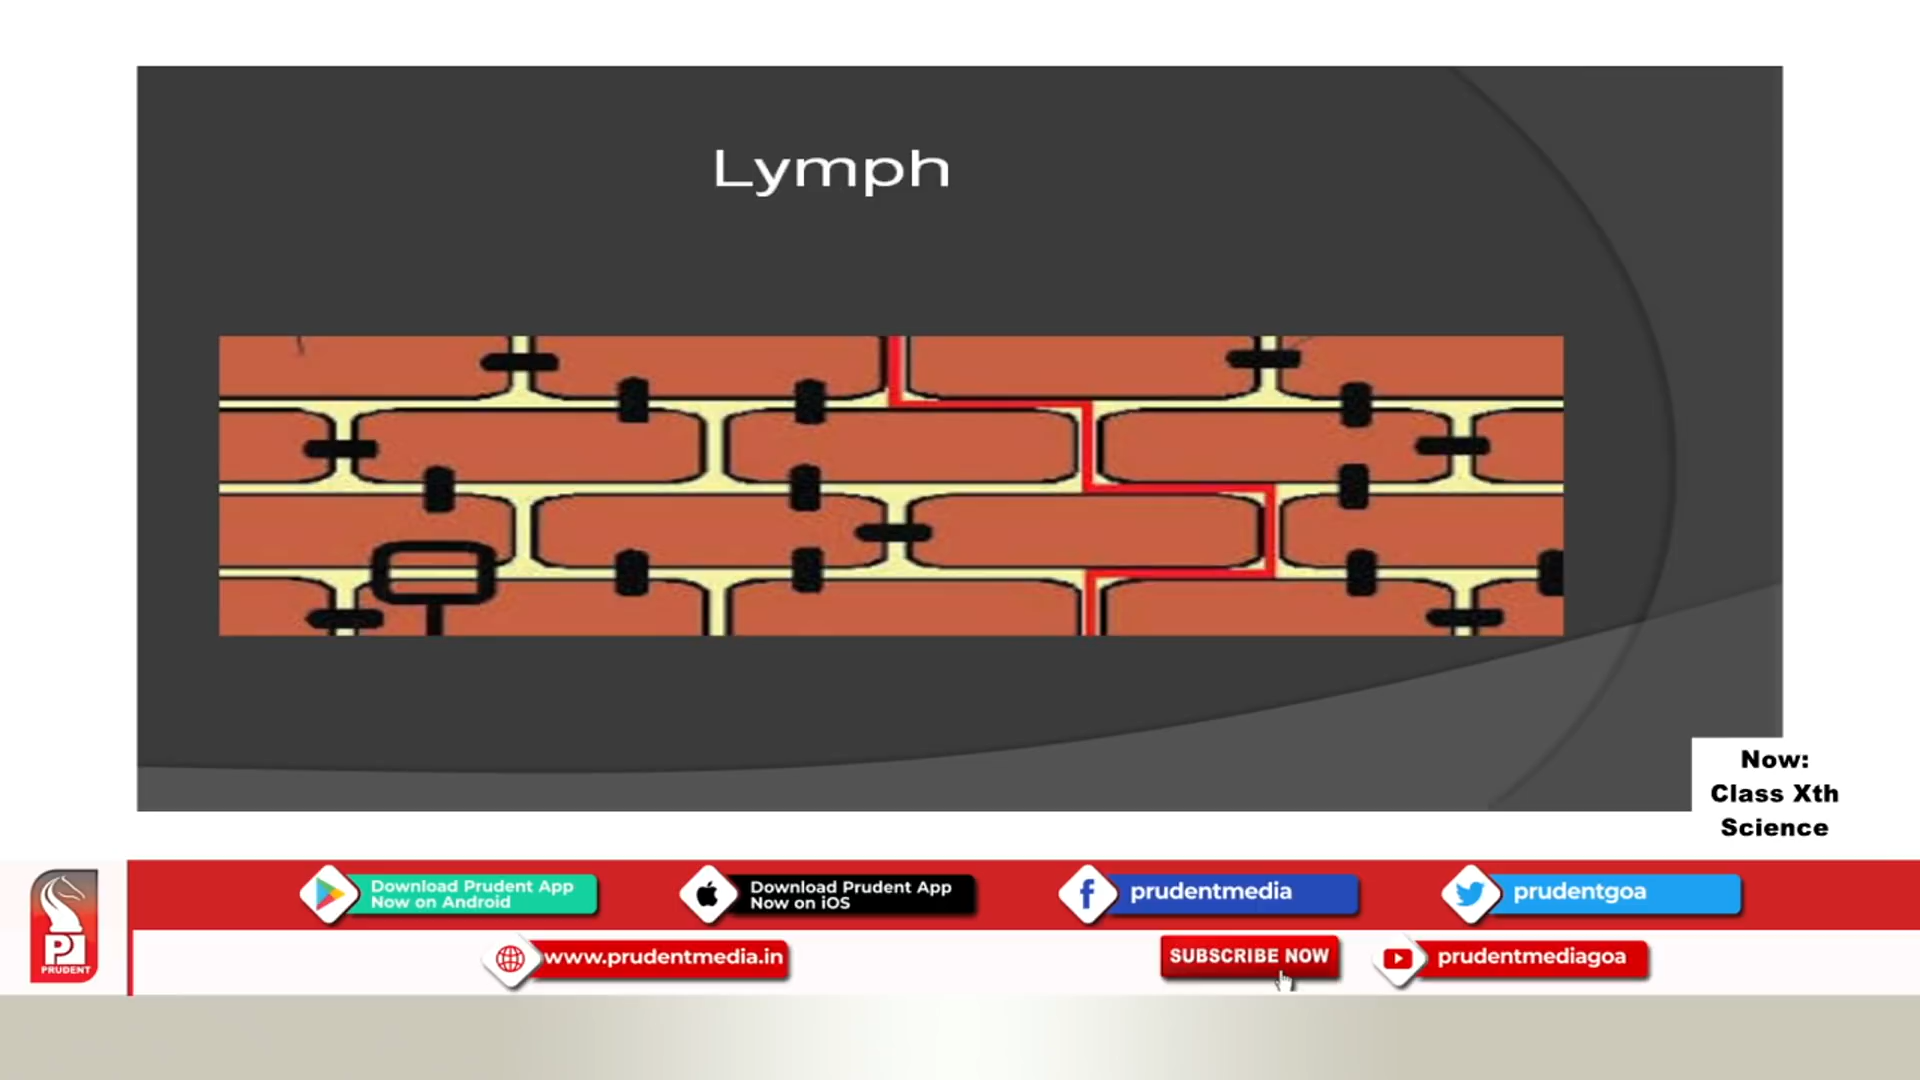 Lymph
Now:
Class Xth
Science
Download Prudent App
Now on Android
Download Prudent App
Now on iOS
prudentmedia
prudentgoa
PRUDENT
www.prudentmedia.in
SUBSCRIBE NOW
prudentmediagoa